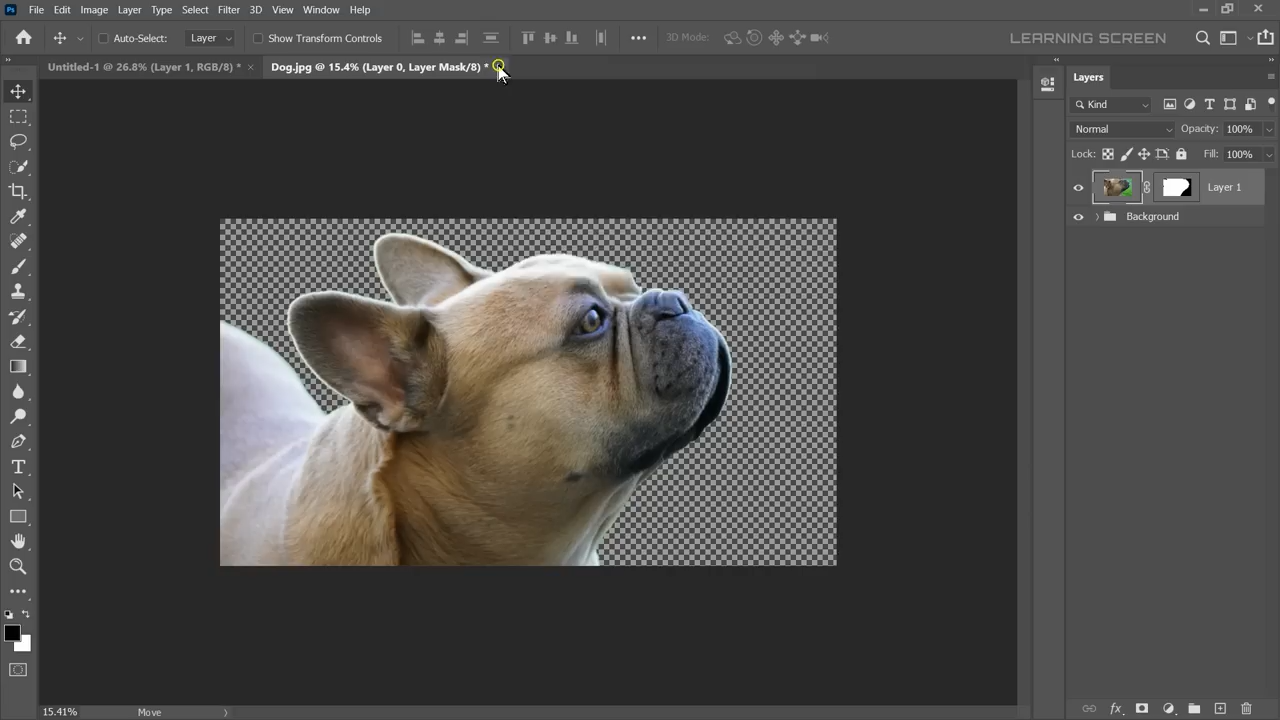 Ps File Edit Image Layer Type Select Filter 3D View Window Help
Auto-Select: Layer Show Transform Controls 3D Mode: LEARNING SCREEN
Untitled-1 @ 26.8% (Layer 1, RGB/8) * × Dog.jpg @ 15.4% (Layer 0, Layer Mask/8) *
Layers
Kind
Normal Opacity: 100%
Lock: Fill: 100%
Layer 1
Background
15.41% Move